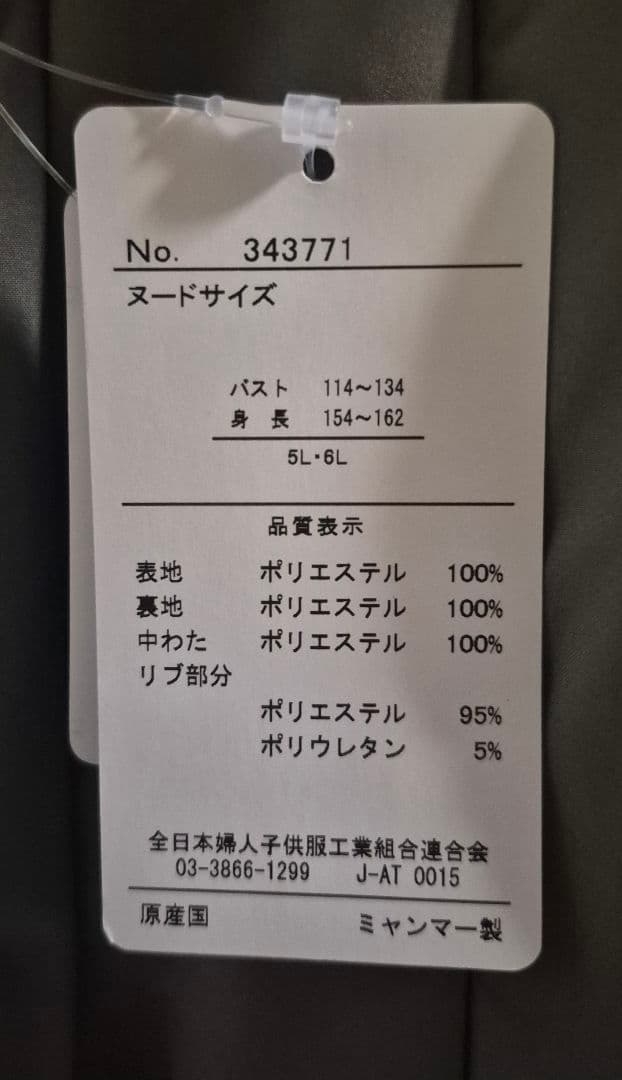 No. 343771
ヌードサイズ
バスト 114～134
身長 154～162
5L・6L
品質表示
表地 ポリエステル 100%
裏地 ポリエステル 100%
中わた ポリエステル 100%
リブ部分
ポリエステル 95%
ポリウレタン 5%
全日本婦人子供服工業組合連合会
03-3866-1299 J-AT 0015
原産国 ミャンマー製